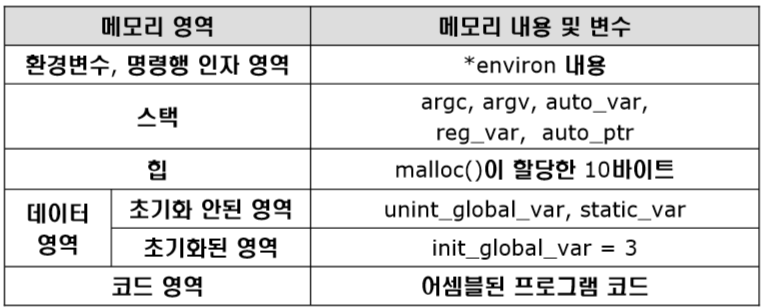 메모리 영역 메모리 내용 및 변수
환경변수, 명령행 인자 영역 *environ 내용
스택 argc, argv, auto_var,
reg_var, auto_ptr
힙 malloc()이 할당한 10바이트
데이터
영역
초기화 안된 영역 unint_global_var, static_var
초기화된 영역 init_global_var = 3
코드 영역 어셈블된 프로그램 코드